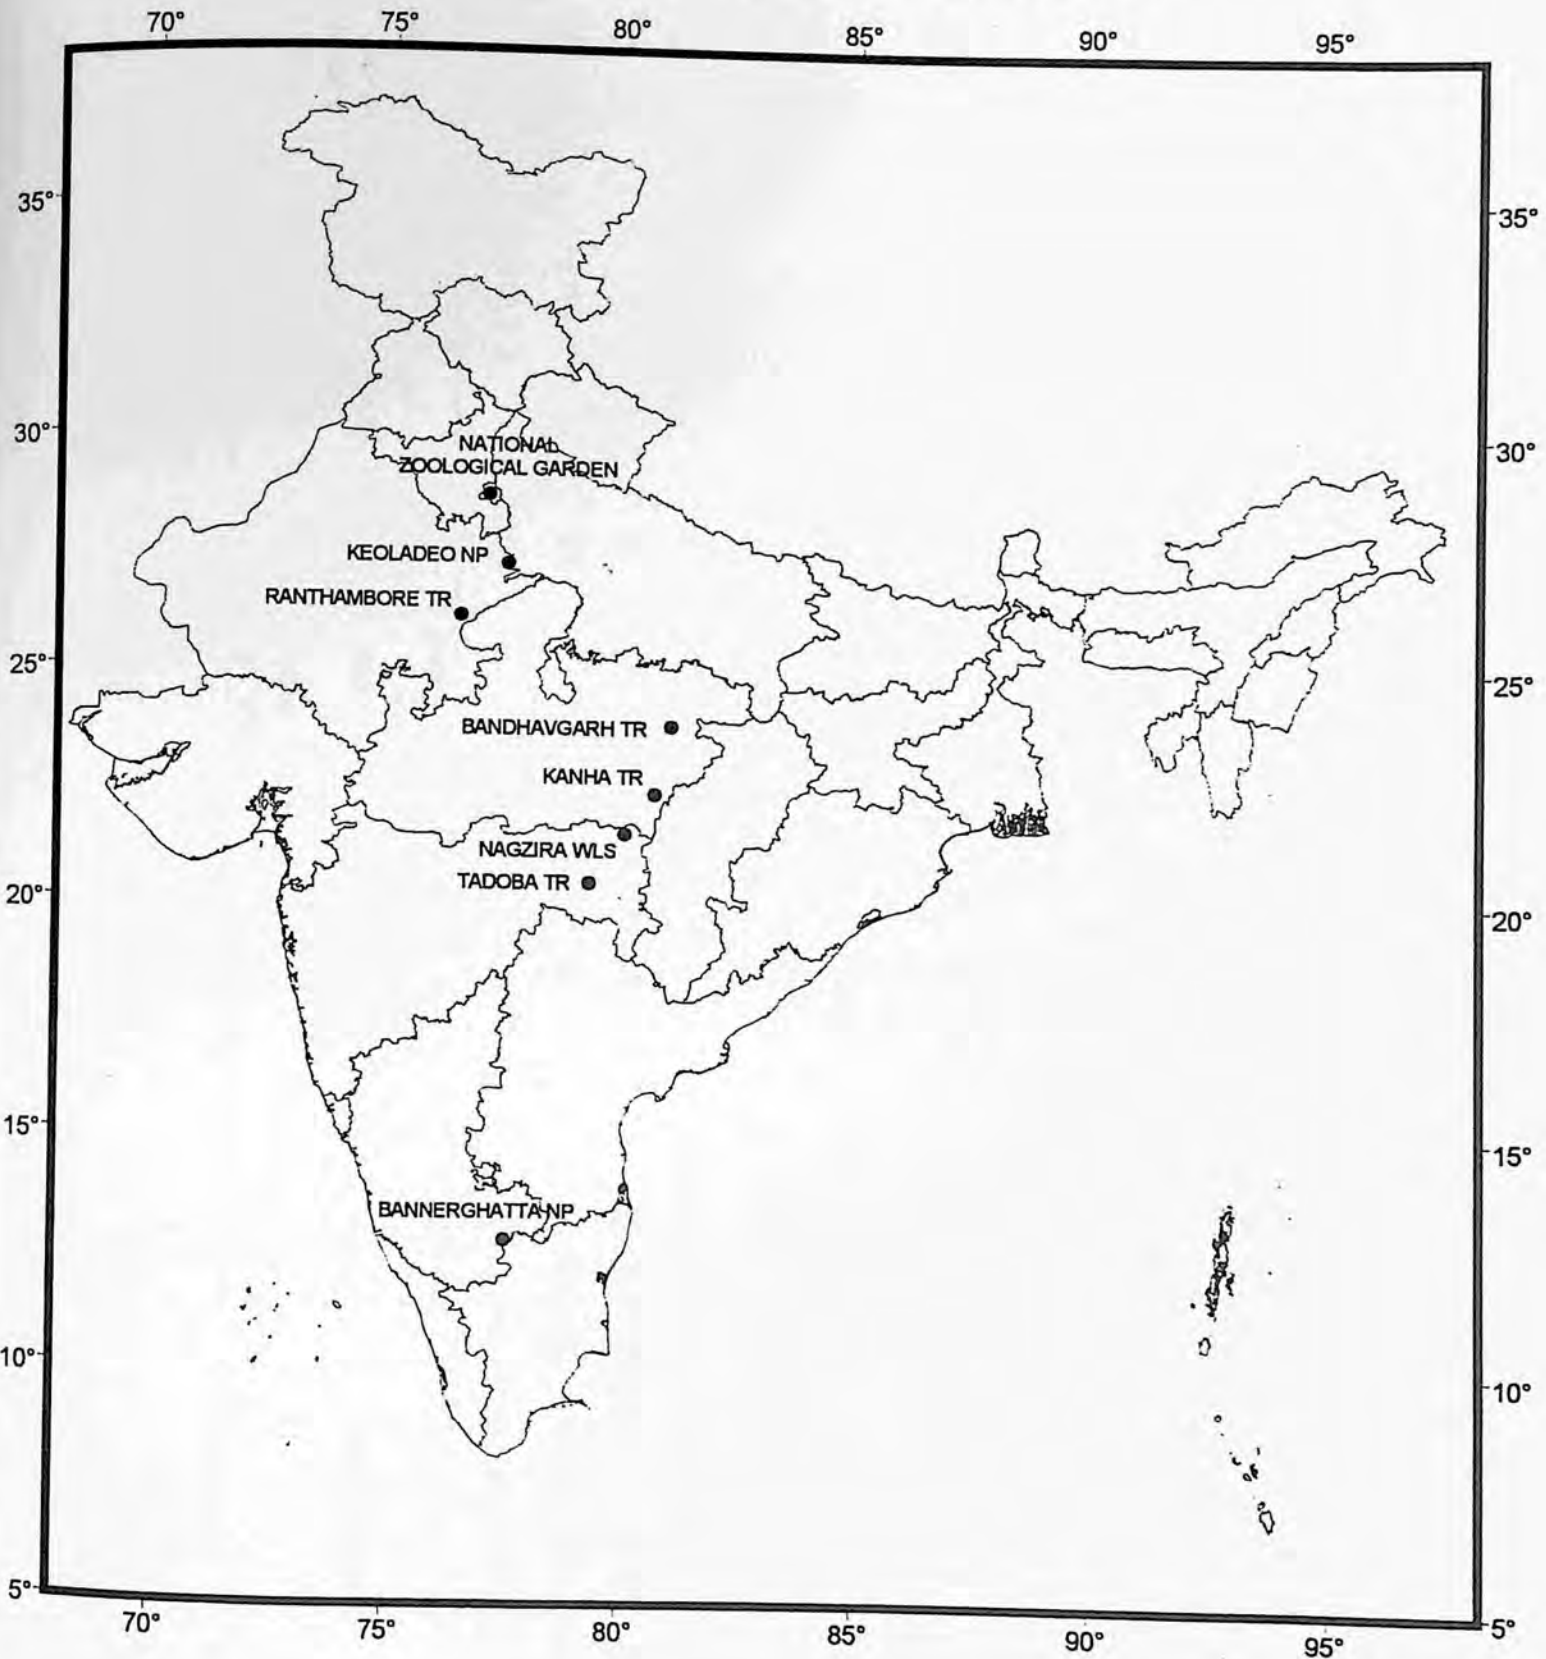 70° 75° 80° 85° 90° 95°
35° 35°
30° 30°
NATIONAL
ZOOLOGICAL GARDEN
KEOLADEO NP
RANTHAMBORE TR
25° 25°
BANDHAVGARH TR
KANHA TR
NAGZIRA WLS
TADOBA TR
20° 20°
15° 15°
BANNERGHATTA NP
10° 10°
5° 5°
70° 75° 80° 85° 90° 95°